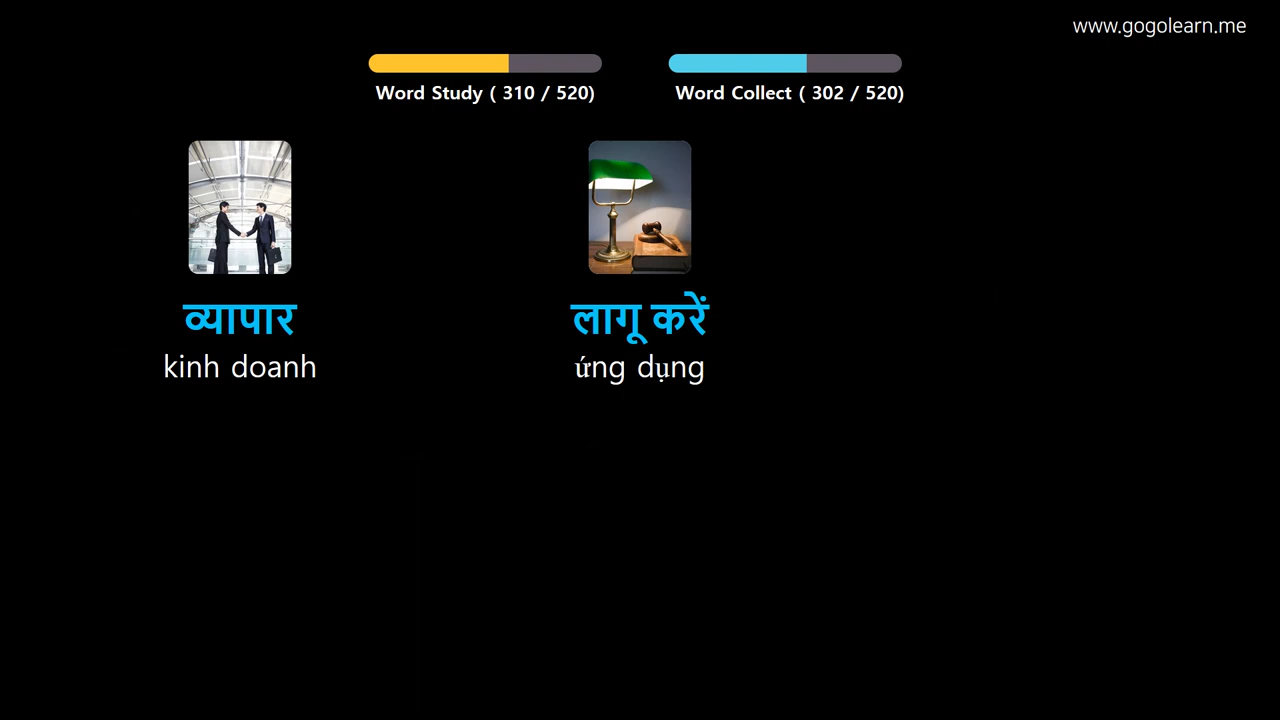 www.gogolearn.me
Word Study ( 310 / 520)
Word Collect ( 302 / 520)
व्यापार
kinh doanh
लागू करें
ứng dụng